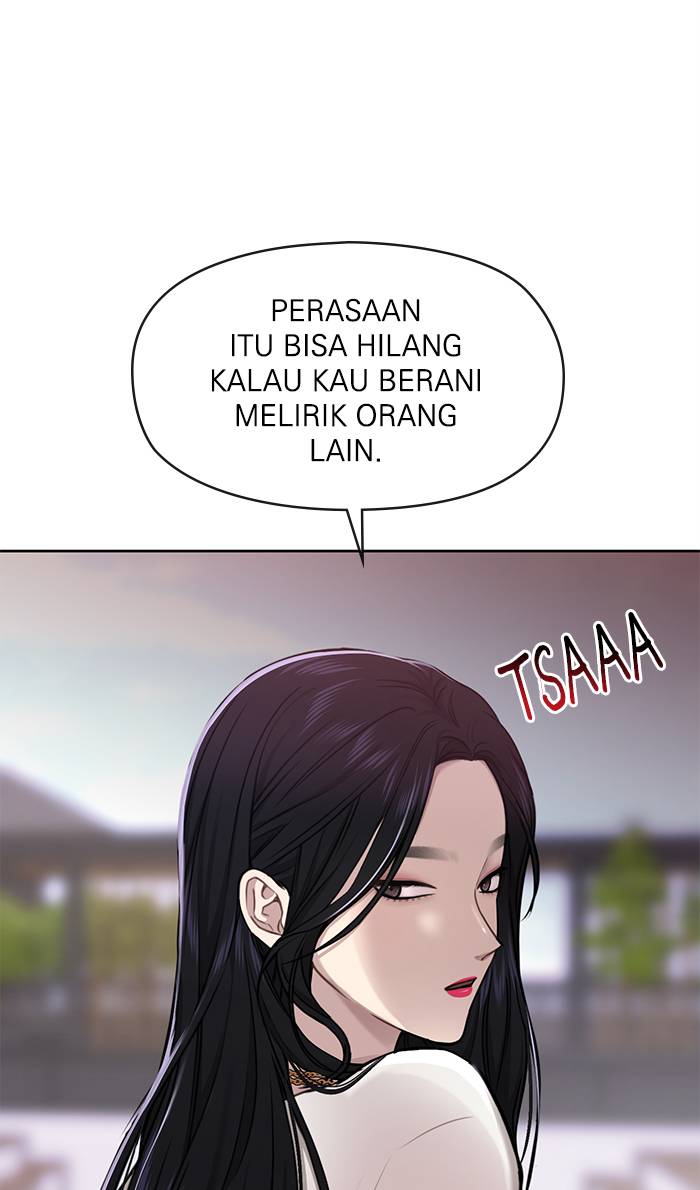 PERASAAN
ITU BISA HILANG
KALAU KAU BERANI
MELIRIK ORANG
LAIN.
TSAAA